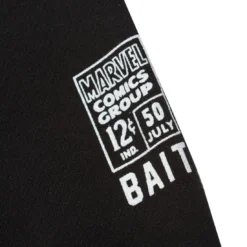 MARVEL
COMICS
GROUP
12¢ 50
IND. JULY
BAIT